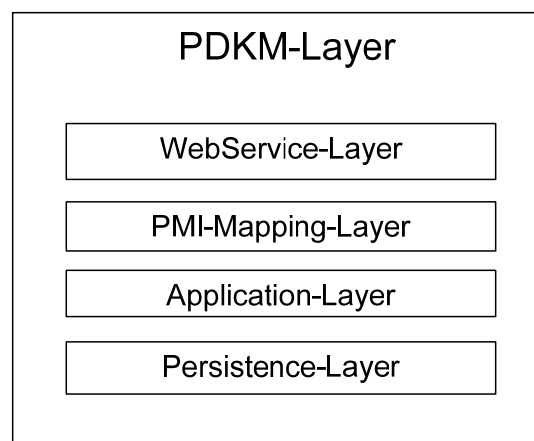 PDKM-Layer
WebService-Layer
PMI-Mapping-Layer
Application-Layer
Persistence-Layer